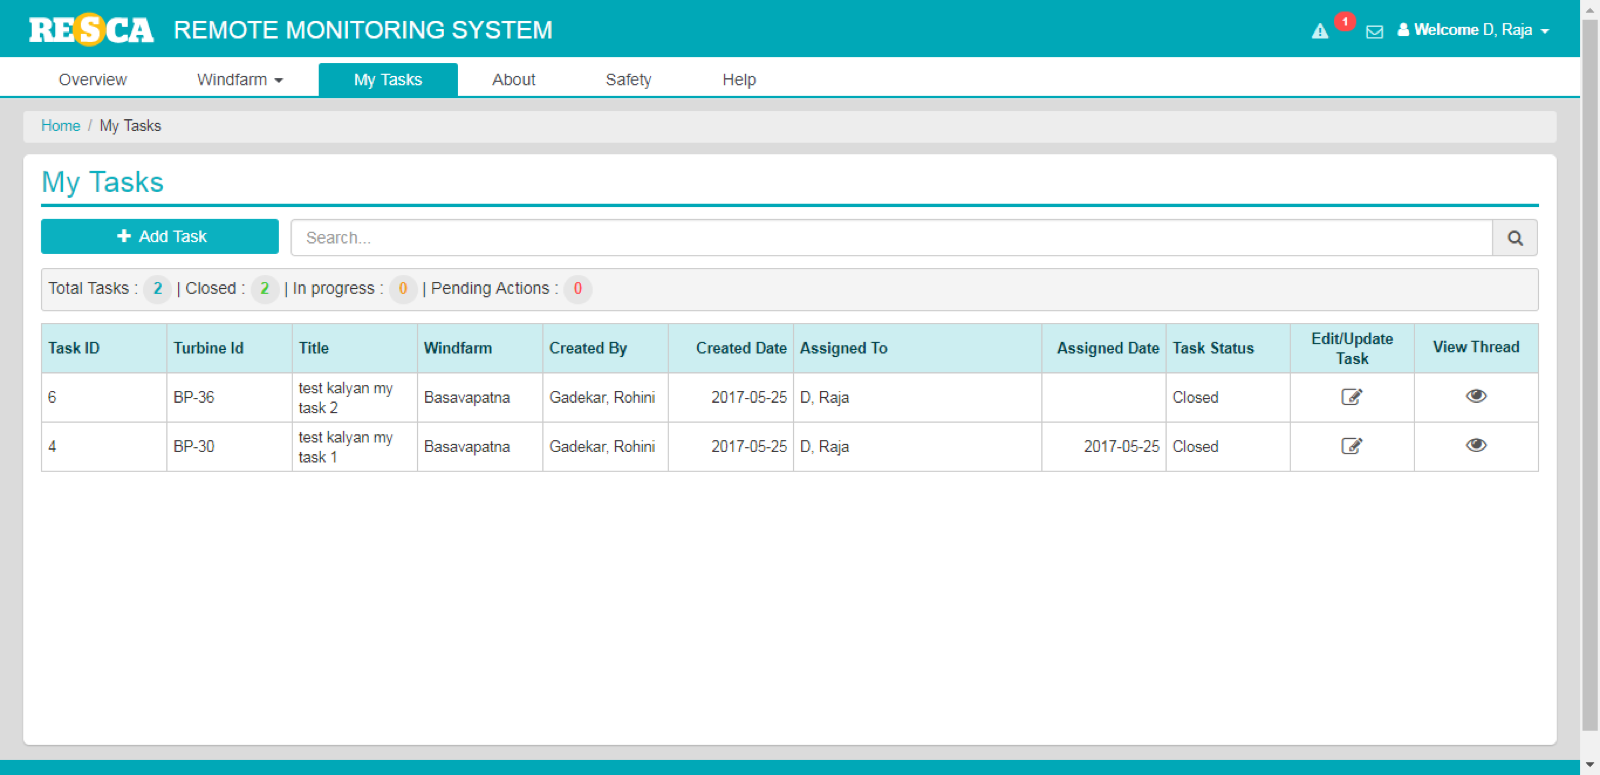 RESCA REMOTE MONITORING SYSTEM 1 Welcome D, Raja
Overview Windfarm My Tasks About Safety Help
Home / My Tasks
My Tasks
+ Add Task Search...
Total Tasks : 2 | Closed : 2 | In progress : 0 | Pending Actions : 0
Task ID Turbine Id Title Windfarm Created By Created Date Assigned To Assigned Date Task Status Edit/Update Task View Thread
6 BP-36 test kalyan my task 2 Basavapatna Gadekar, Rohini 2017-05-25 D, Raja Closed
4 BP-30 test kalyan my task 1 Basavapatna Gadekar, Rohini 2017-05-25 D, Raja 2017-05-25 Closed